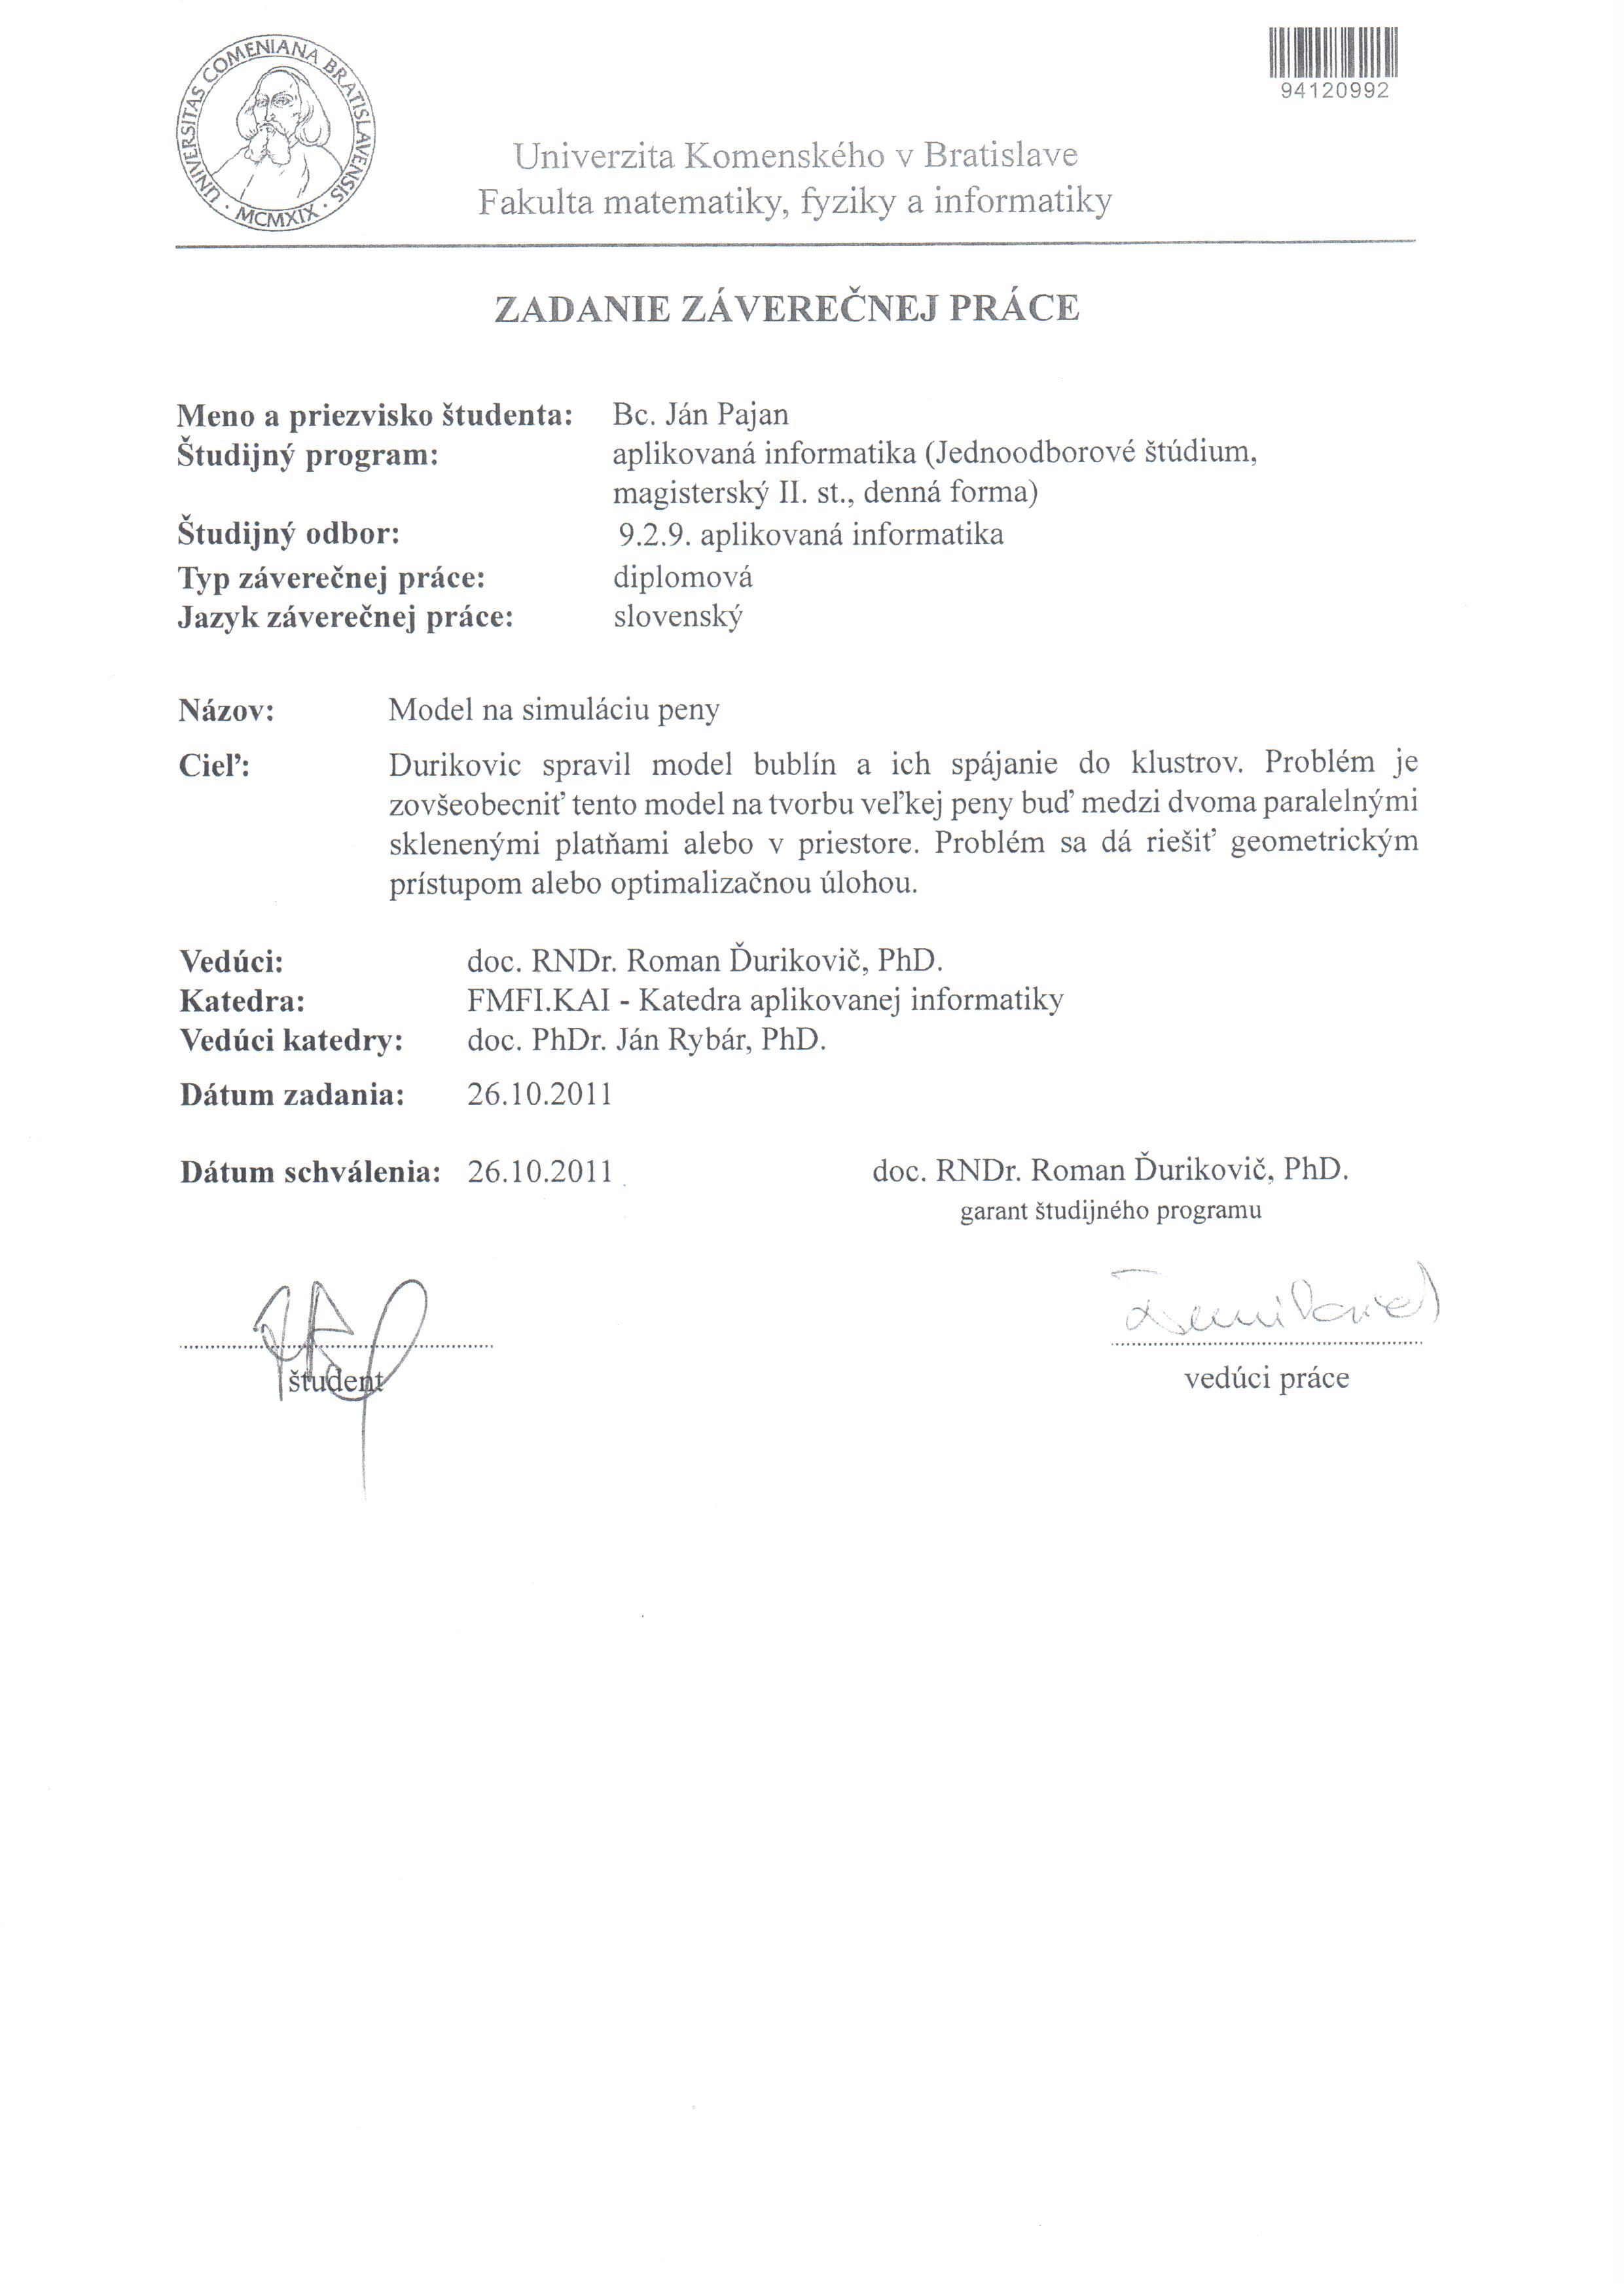 UNIVERSITAS COMENIANA BRATISLAVENSIS
· MCMXIX ·
94120992
Univerzita Komenského v Bratislave
Fakulta matematiky, fyziky a informatiky
ZADANIE ZÁVEREČNEJ PRÁCE
Meno a priezvisko študenta: Bc. Ján Pajan
Študijný program: aplikovaná informatika (Jednoodborové štúdium,
magisterský II. st., denná forma)
Študijný odbor: 9.2.9. aplikovaná informatika
Typ záverečnej práce: diplomová
Jazyk záverečnej práce: slovenský
Názov: Model na simuláciu peny
Cieľ: Durikovic spravil model bublín a ich spájanie do klustrov. Problém je
zovšeobecniť tento model na tvorbu veľkej peny buď medzi dvoma paralelnými
sklenenými platňami alebo v priestore. Problém sa dá riešiť geometrickým
prístupom alebo optimalizačnou úlohou.
Vedúci: doc. RNDr. Roman Ďurikovič, PhD.
Katedra: FMFI.KAI - Katedra aplikovanej informatiky
Vedúci katedry: doc. PhDr. Ján Rybár, PhD.
Dátum zadania: 26.10.2011
Dátum schválenia: 26.10.2011
doc. RNDr. Roman Ďurikovič, PhD.
garant študijného programu
študent
vedúci práce